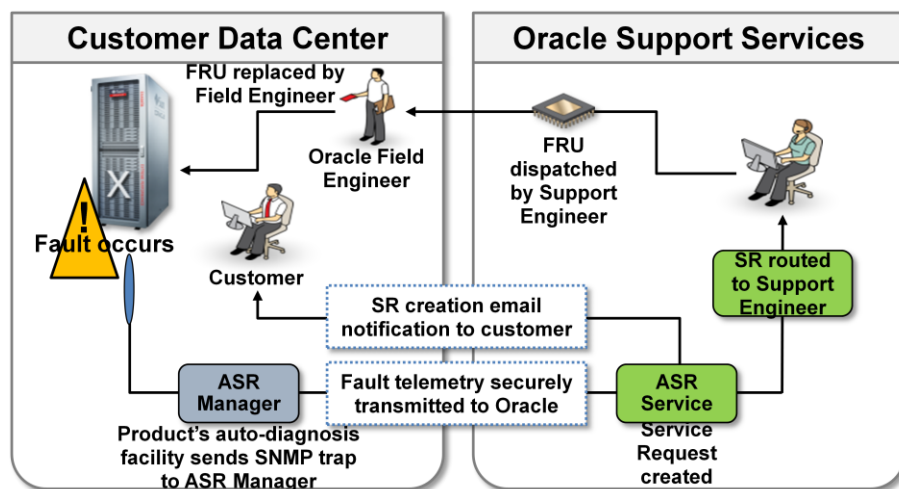 Customer Data Center
Oracle Support Services
FRU replaced by
Field Engineer
Oracle Field
Engineer
FRU
dispatched
by Support
Engineer
X
!
Fault occurs
Customer
SR routed
to Support
Engineer
SR creation email
notification to customer
ASR
Manager
Fault telemetry securely
transmitted to Oracle
ASR
Service
Product's auto-diagnosis
facility sends SNMP trap
to ASR Manager
Service
Request
created